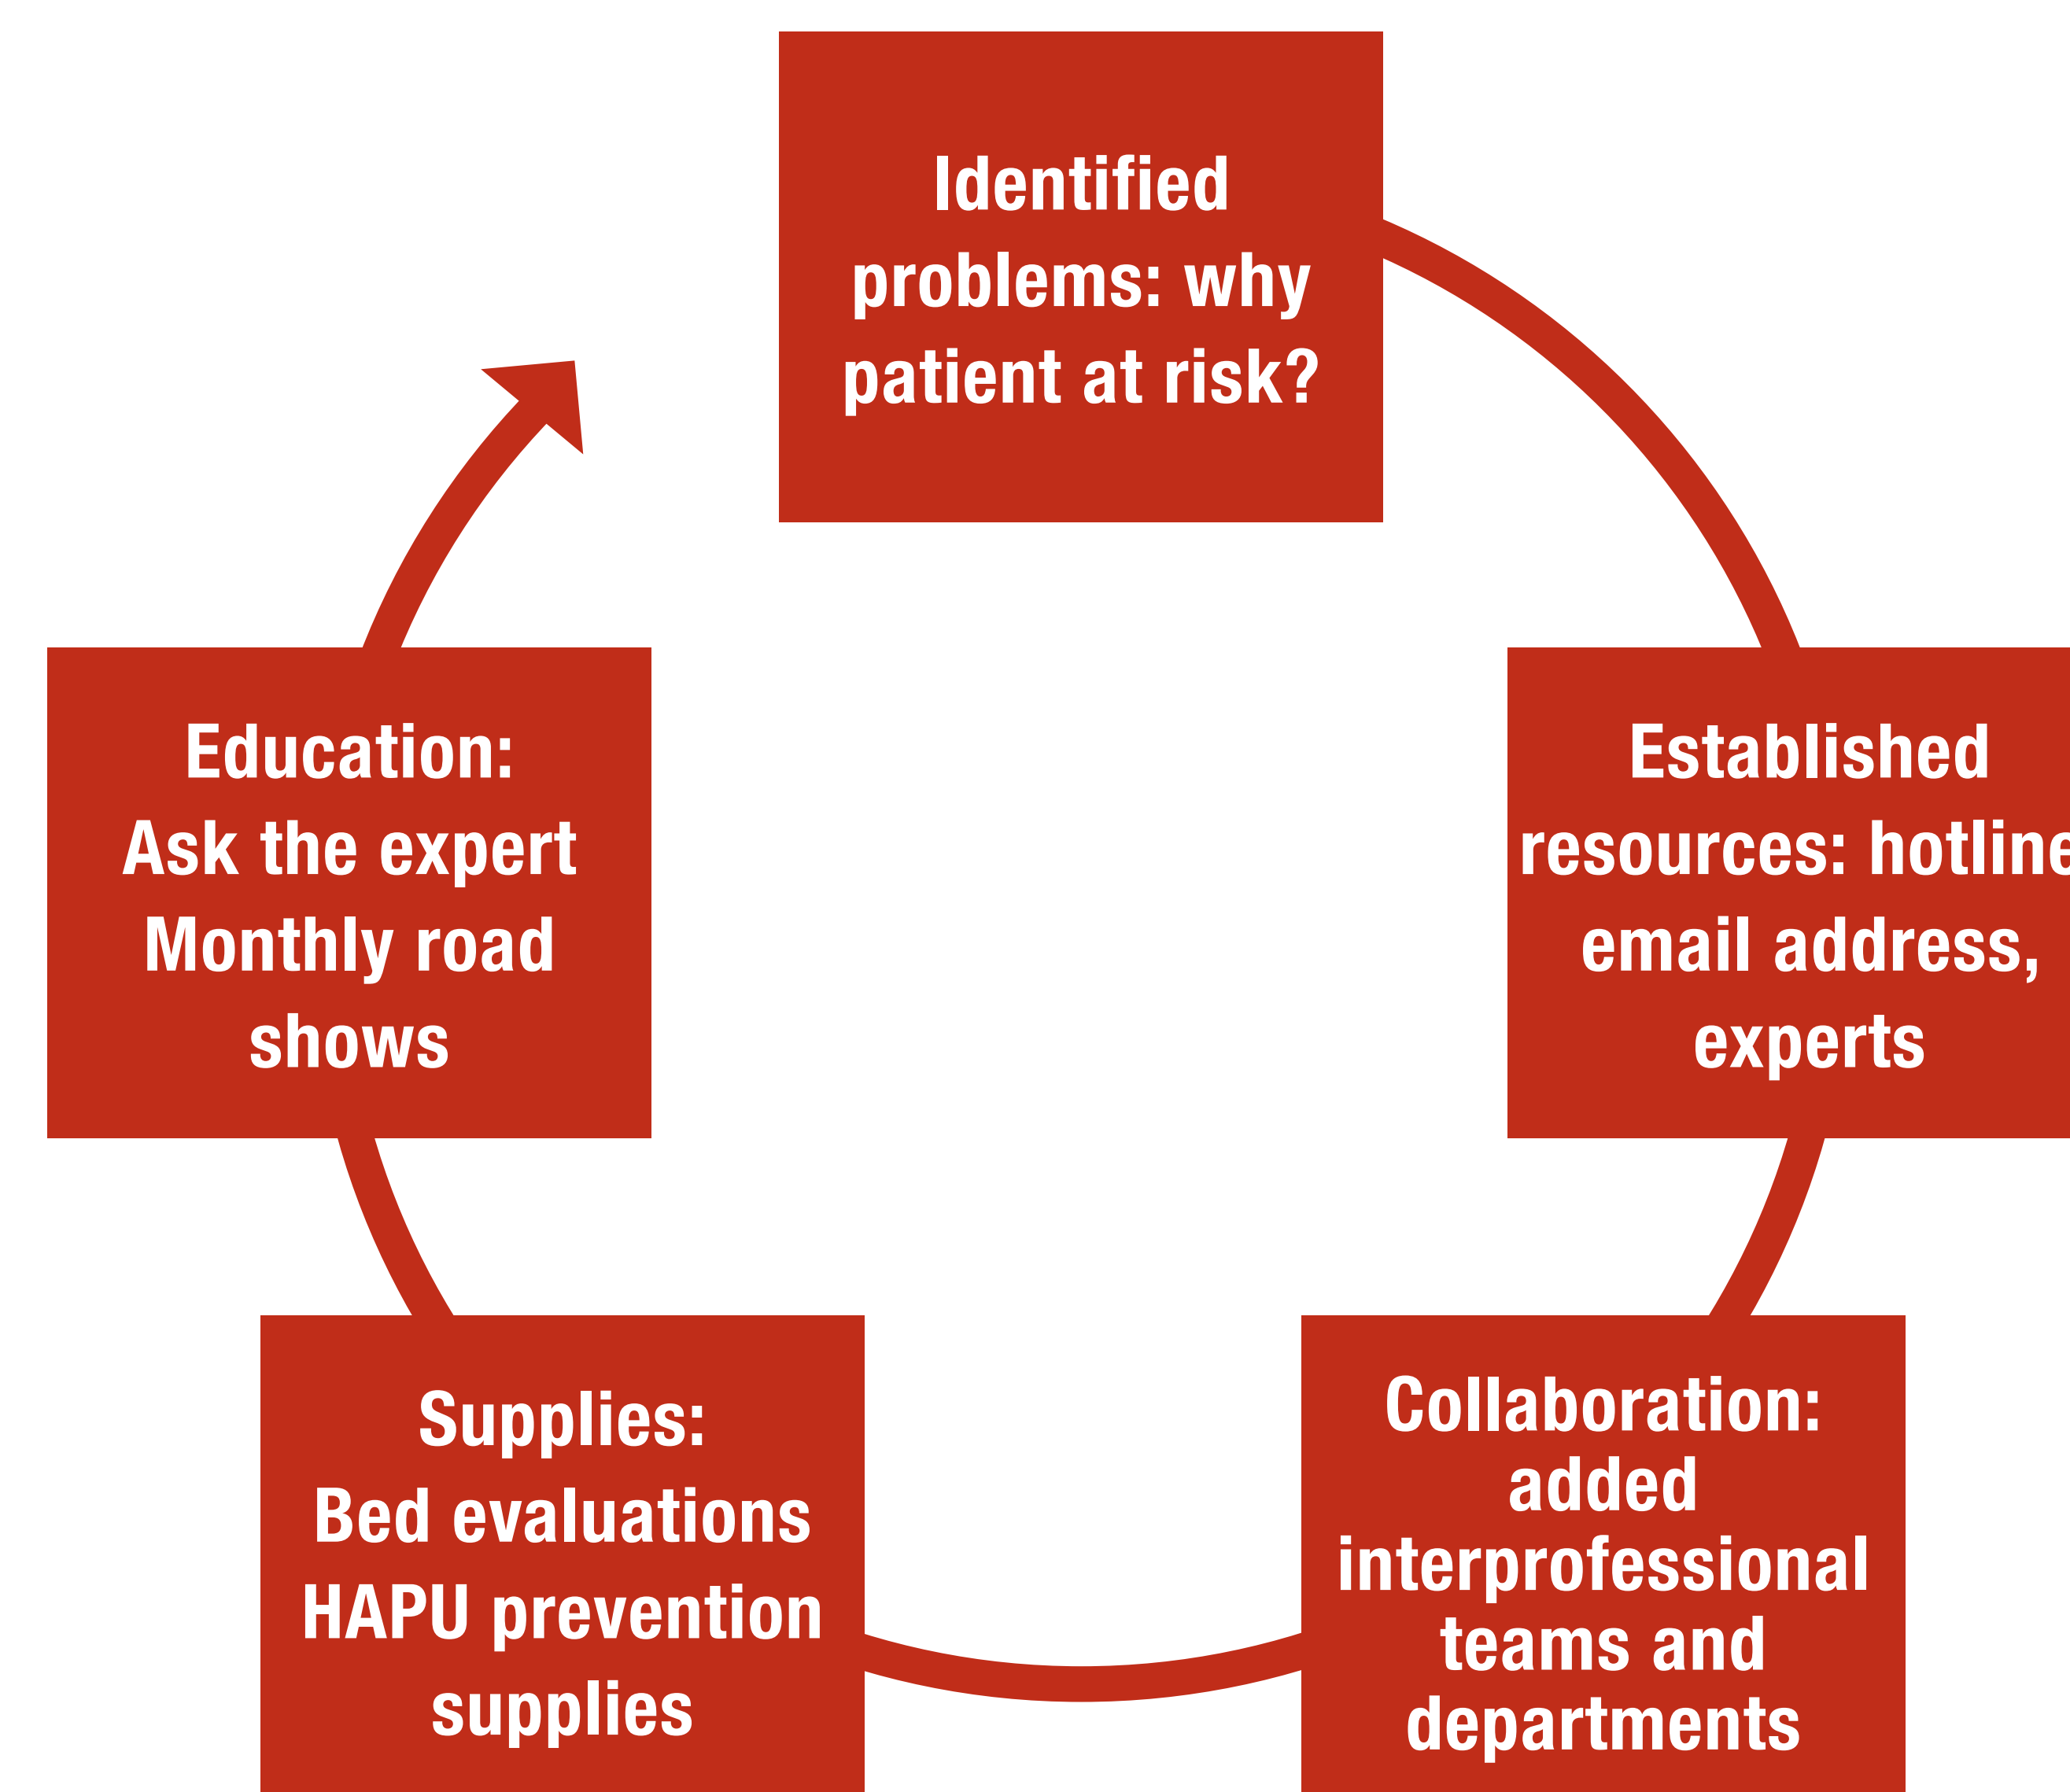 Identified
problems: why
patient at risk?
Established
resources: hotline
email address,
experts
Collaboration:
added
interprofessional
teams and
departments
Supplies:
Bed evaluations
HAPU prevention
supplies
Education:
Ask the expert
Monthly road
shows